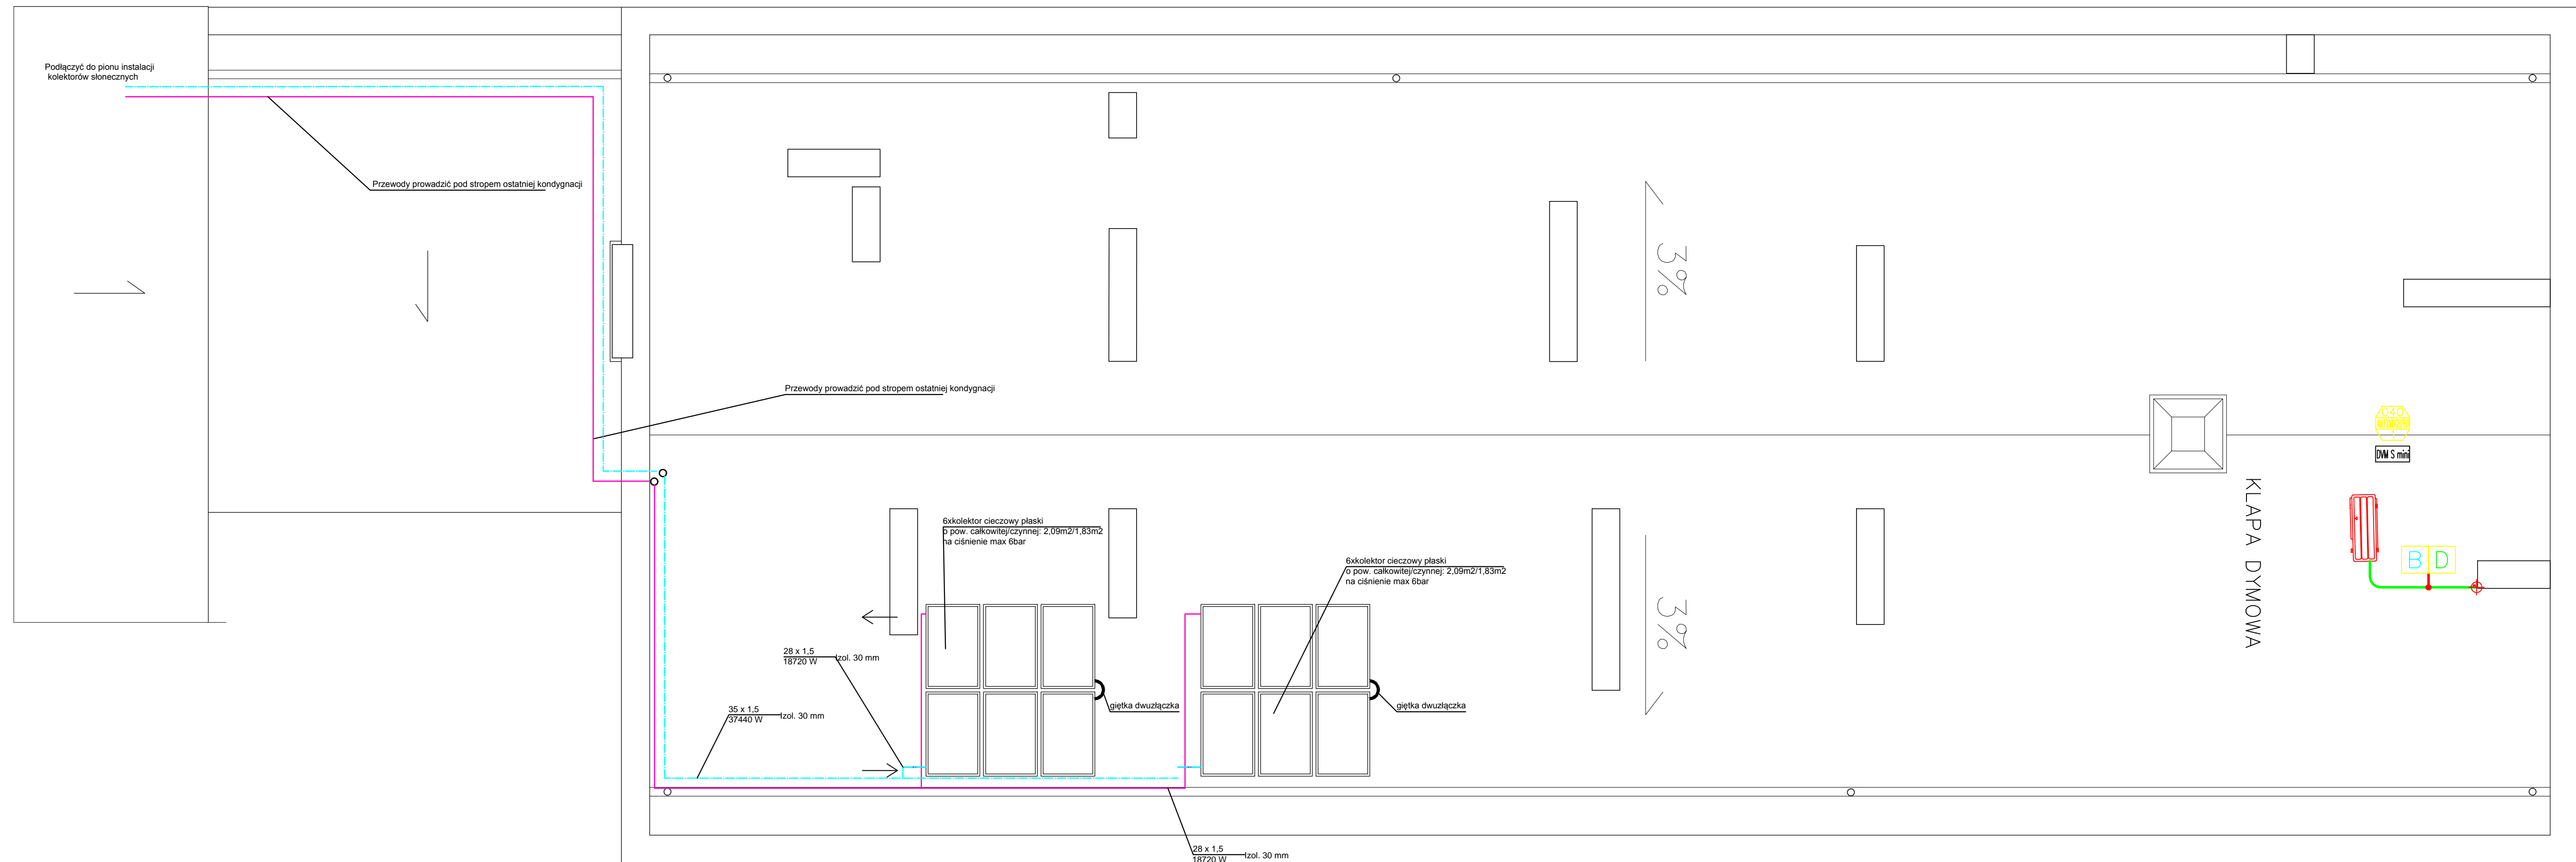 Podłączyć do pionu instalacji
kolektorów słonecznych
Przewody prowadzić pod stropem ostatniej kondygnacji
3%
Przewody prowadzić pod stropem ostatniej kondygnacji
040
DVM S mini
KLAPA DYMOWA
6xkolektor cieczowy płaski
o pow. całkowitej/czynnej: 2,09m2/1,83m2
na ciśnienie max 6bar
6xkolektor cieczowy płaski
o pow. całkowitej/czynnej: 2,09m2/1,83m2
na ciśnienie max 6bar
B D
3%
28 x 1,5
18720 W
Izol. 30 mm
giętka dwuzłączka
giętka dwuzłączka
35 x 1,5
37440 W
Izol. 30 mm
28 x 1,5
18720 W
Izol. 30 mm